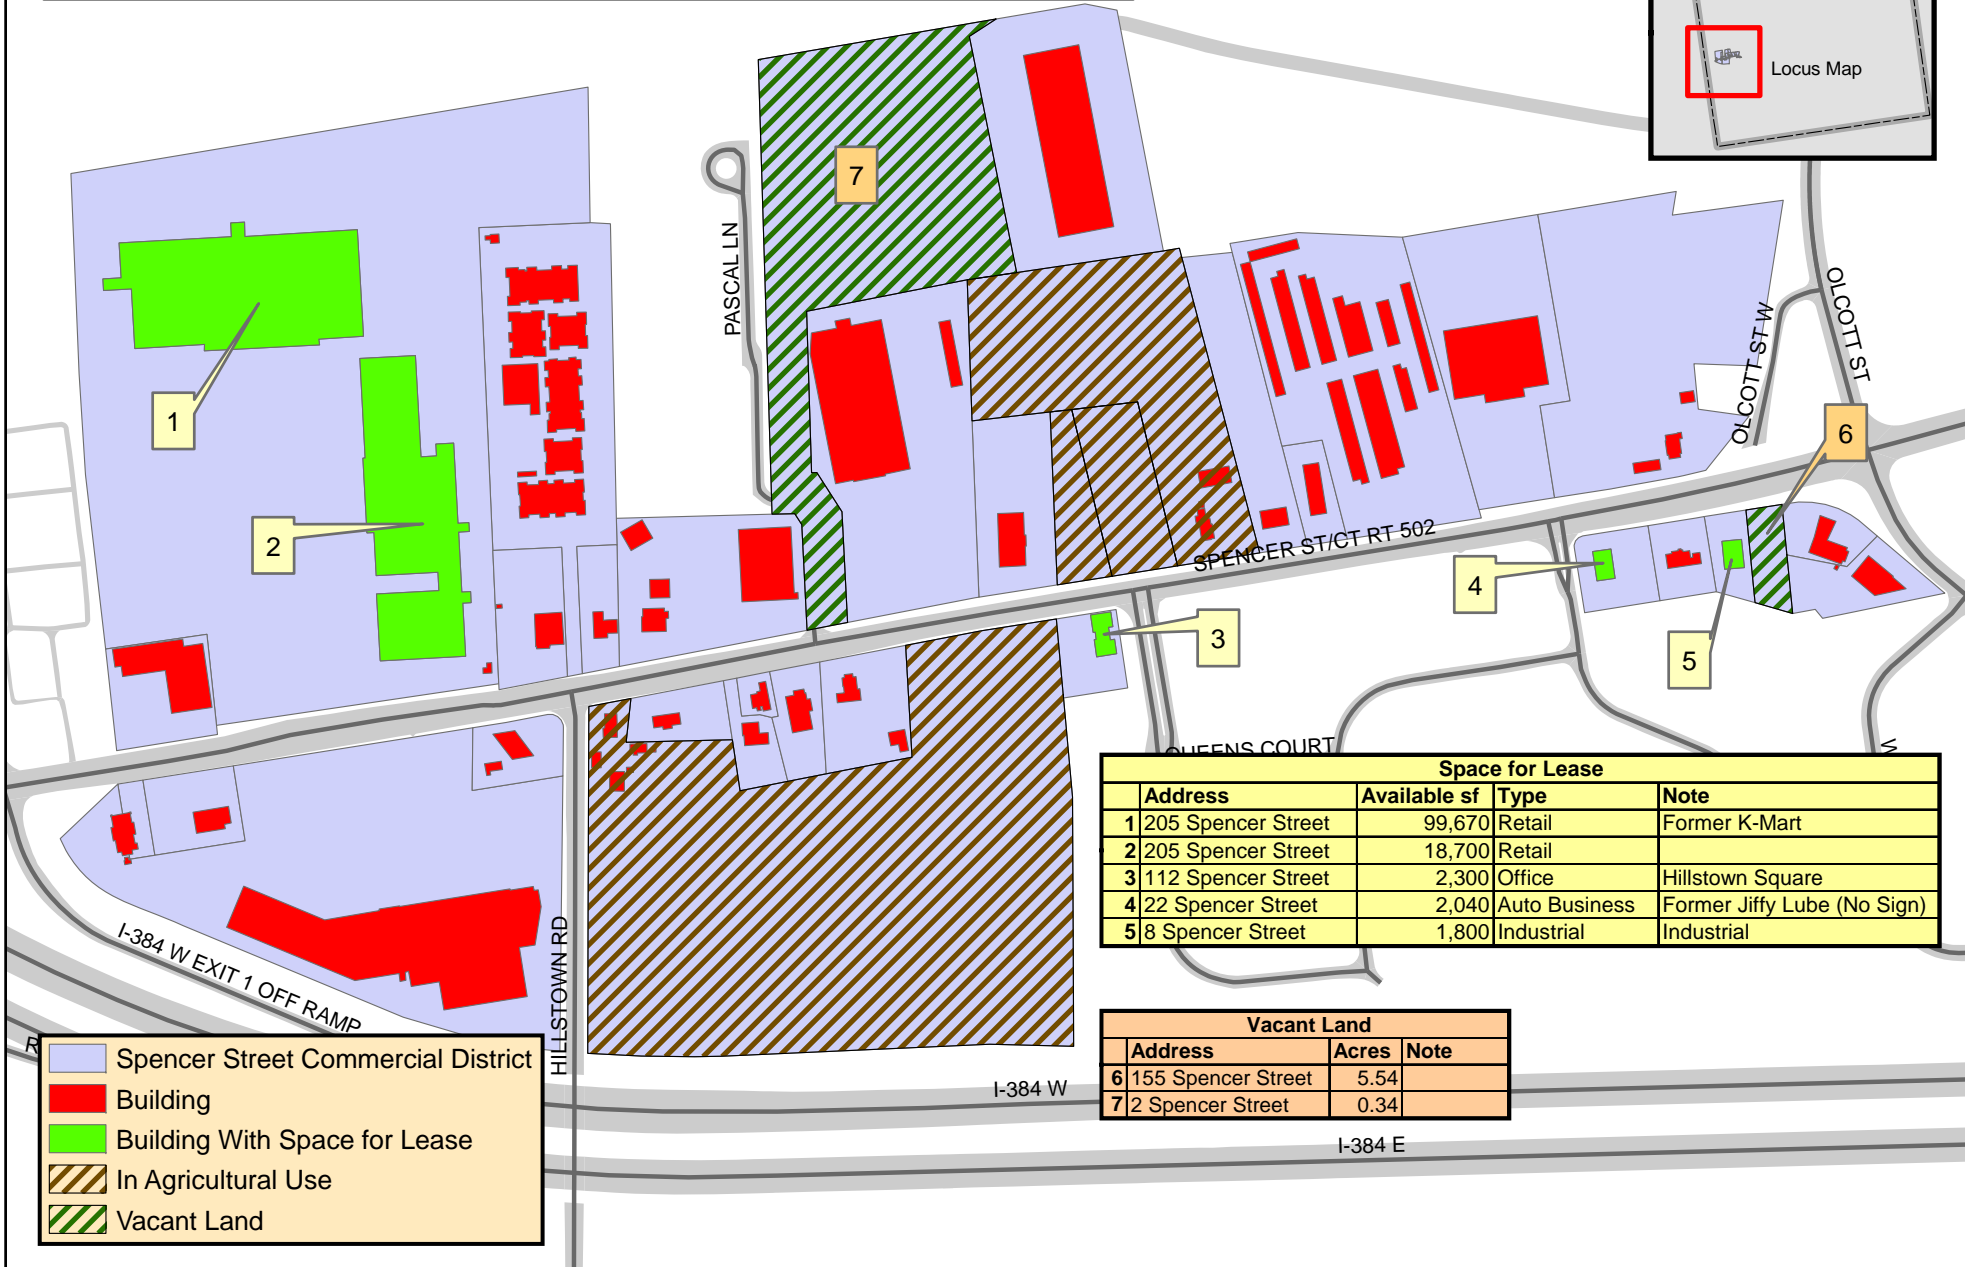 Locus Map
7
PASCAL LN
OLCOTT ST
OLCOTT ST W
1
6
2
SPENCER ST/CT RT 502
4
3
5
QUEENS COURT
W
Space for Lease
Address Available sf Type Note
1 205 Spencer Street 99,670 Retail Former K-Mart
2 205 Spencer Street 18,700 Retail
3 112 Spencer Street 2,300 Office Hillstown Square
4 22 Spencer Street 2,040 Auto Business Former Jiffy Lube (No Sign)
5 8 Spencer Street 1,800 Industrial Industrial
I-384 W EXIT 1 OFF RAMP
HILLSTOWN RD
R
Vacant Land
Address Acres Note
6 155 Spencer Street 5.54
7 2 Spencer Street 0.34
I-384 W
I-384 E
Spencer Street Commercial District
Building
Building With Space for Lease
In Agricultural Use
Vacant Land